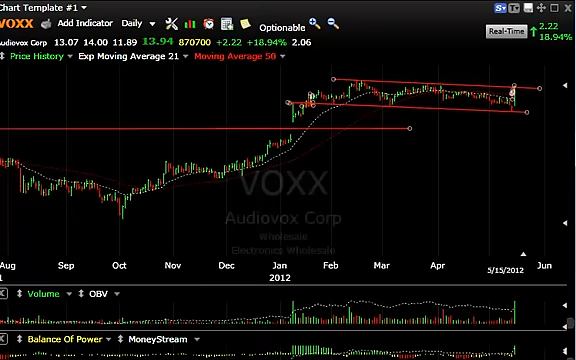 Chart Template #1
VOXX Add Indicator Daily Optionable
Real-Time 2.22 18.94%
Audiovox Corp 13.07 14.00 11.89 13.94 870700 +2.22 +18.94% 2.06
Price History Exp Moving Average 21 Moving Average 50
VOXX
Audiovox Corp
Wholesale
Electronics Wholesale
Aug Sep Oct Nov Dec Jan Feb Mar Apr 5/15/2012 Jun
1 2012
Volume OBV
Balance Of Power MoneyStream